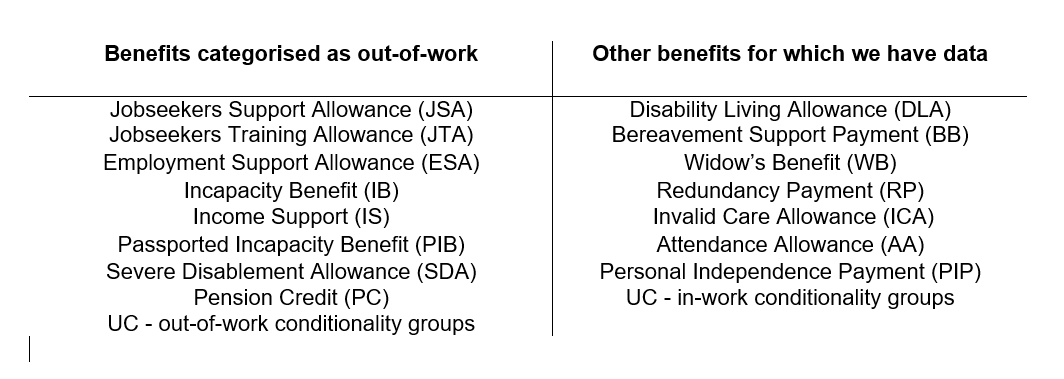 Benefits categorised as out-of-work
Other benefits for which we have data
Jobseekers Support Allowance (JSA)
Disability Living Allowance (DLA)
Jobseekers Training Allowance (JTA)
Bereavement Support Payment (BB)
Employment Support Allowance (ESA)
Widow's Benefit (WB)
Incapacity Benefit (IB)
Redundancy Payment (RP)
Income Support (IS)
Invalid Care Allowance (ICA)
Passported Incapacity Benefit (PIB)
Attendance Allowance (AA)
Severe Disablement Allowance (SDA)
Personal Independence Payment (PIP)
Pension Credit (PC)
UC - in-work conditionality groups
UC - out-of-work conditionality groups